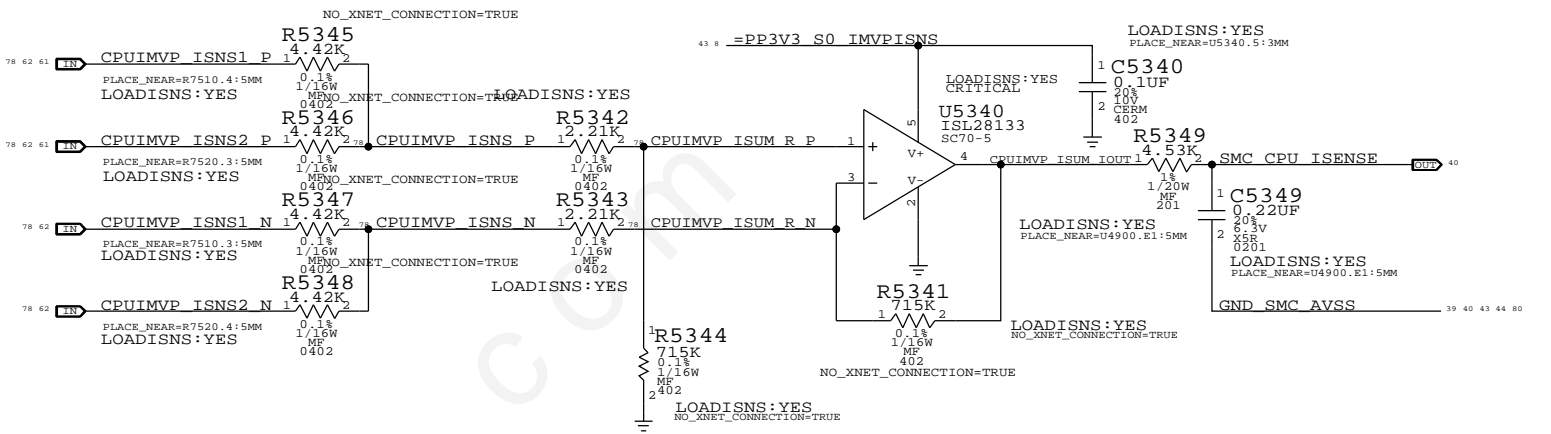 NO_XNET_CONNECTION=TRUE
R5345
4.42K
78 62 61
IN
CPUIMVP_ISNS1_P
1
2
PLACE_NEAR=R7510.4:5MM
LOADISNS:YES
0.1%
1/16W
MF
0402
NO_XNET_CONNECTION=TRUE
R5346
4.42K
78 62 61
IN
CPUIMVP_ISNS2_P
1
2
PLACE_NEAR=R7520.3:5MM
LOADISNS:YES
0.1%
1/16W
MF
0402
NO_XNET_CONNECTION=TRUE
R5347
4.42K
78 62
IN
CPUIMVP_ISNS1_N
1
2
PLACE_NEAR=R7510.3:5MM
LOADISNS:YES
0.1%
1/16W
MF
0402
NO_XNET_CONNECTION=TRUE
R5348
4.42K
78 62
IN
CPUIMVP_ISNS2_N
1
2
PLACE_NEAR=R7520.4:5MM
LOADISNS:YES
0.1%
1/16W
MF
0402
LOADISNS:YES
R5342
2.21K
78
CPUIMVP_ISNS_P
1
2
0.1%
1/16W
MF
0402
R5343
2.21K
78
CPUIMVP_ISNS_N
1
2
0.1%
1/16W
MF
0402
LOADISNS:YES
78
CPUIMVP_ISUM_R_P
78
CPUIMVP_ISUM_R_N
1
R5344
715K
0.1%
1/16W
MF
402
2
LOADISNS:YES
NO_XNET_CONNECTION=TRUE
43 8
=PP3V3_S0_IMVPISNS
LOADISNS:YES
CRITICAL
U5340
ISL28133
SC70-5
5
V+
1
+
3
-
4
V-
2
R5341
715K
1
2
0.1%
1/16W
MF
402
NO_XNET_CONNECTION=TRUE
LOADISNS:YES
NO_XNET_CONNECTION=TRUE
LOADISNS:YES
PLACE_NEAR=U5340.5:3MM
1
C5340
0.1UF
20%
10V
CERM
402
2
CPUIMVP_ISUM_IOUT
R5349
4.53K
1
2
1%
1/20W
MF
201
LOADISNS:YES
PLACE_NEAR=U4900.E1:5MM
SMC_CPU_ISENSE
OUT
40
1
C5349
0.22UF
20%
6.3V
X5R
0201
2
LOADISNS:YES
PLACE_NEAR=U4900.E1:5MM
GND_SMC_AVSS
39 40 43 44 80
com